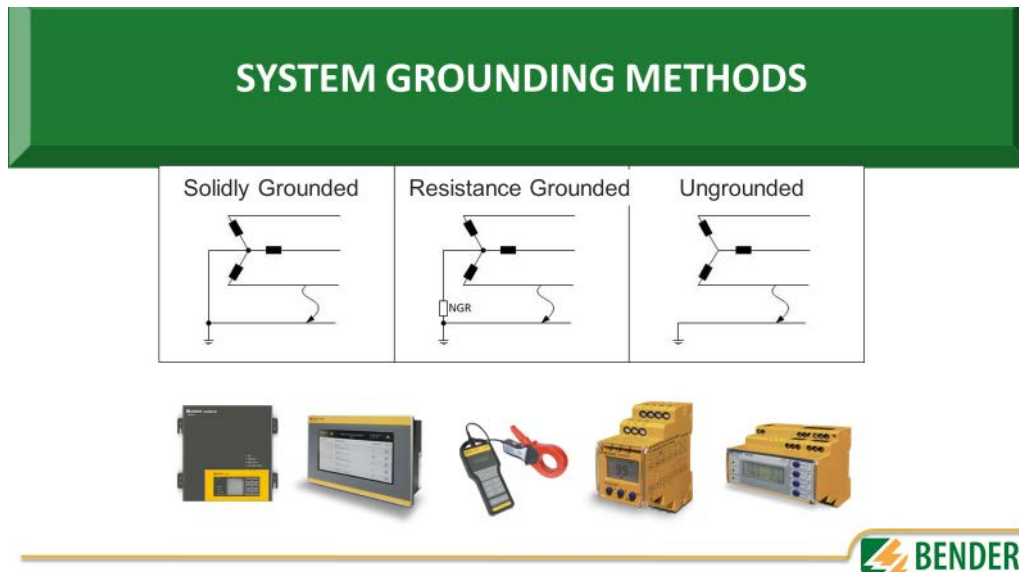 SYSTEM GROUNDING METHODS
Solidly Grounded
Resistance Grounded
Ungrounded
NGR
BENDER